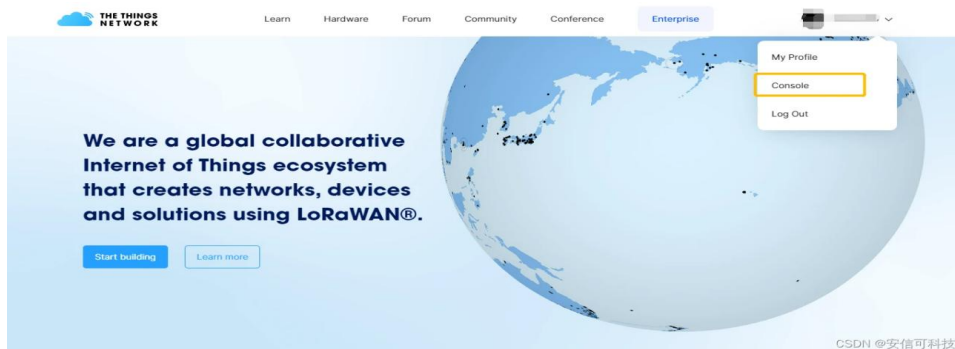 THE THINGS
NETWORK
Learn
Hardware
Forum
Community
Conference
Enterprise
My Profile
Console
Log Out
We are a global collaborative
Internet of Things ecosystem
that creates networks, devices
and solutions using LoRaWAN®.
Start building
Learn more
CSDN @安信可科技